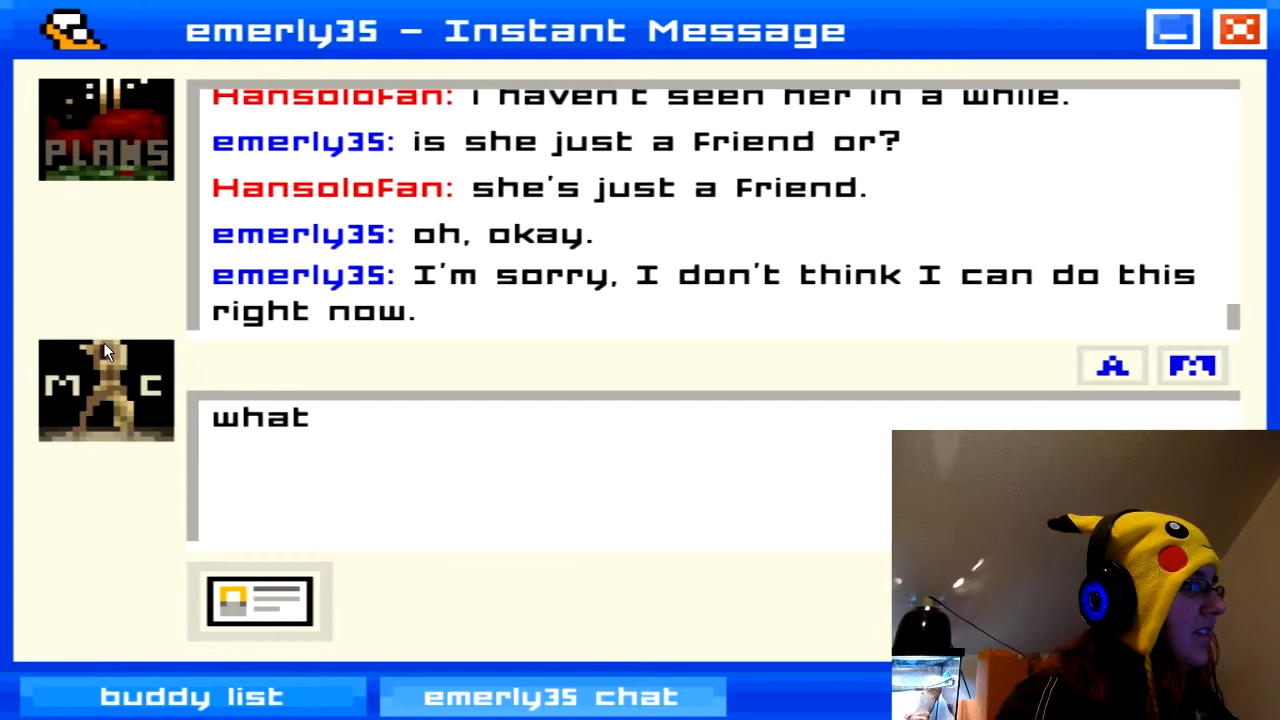 emerly35 - Instant Message
HansoloFan: i haven't seen her in a while.
PLANS
emerly35: is she just a Friend or?
HansoloFan: she's just a Friend.
emerly35: oh, okay.
emerly35: I'm sorry, I don't think I can do this
right now.
M C
A
what
buddy list
emerly35 chat